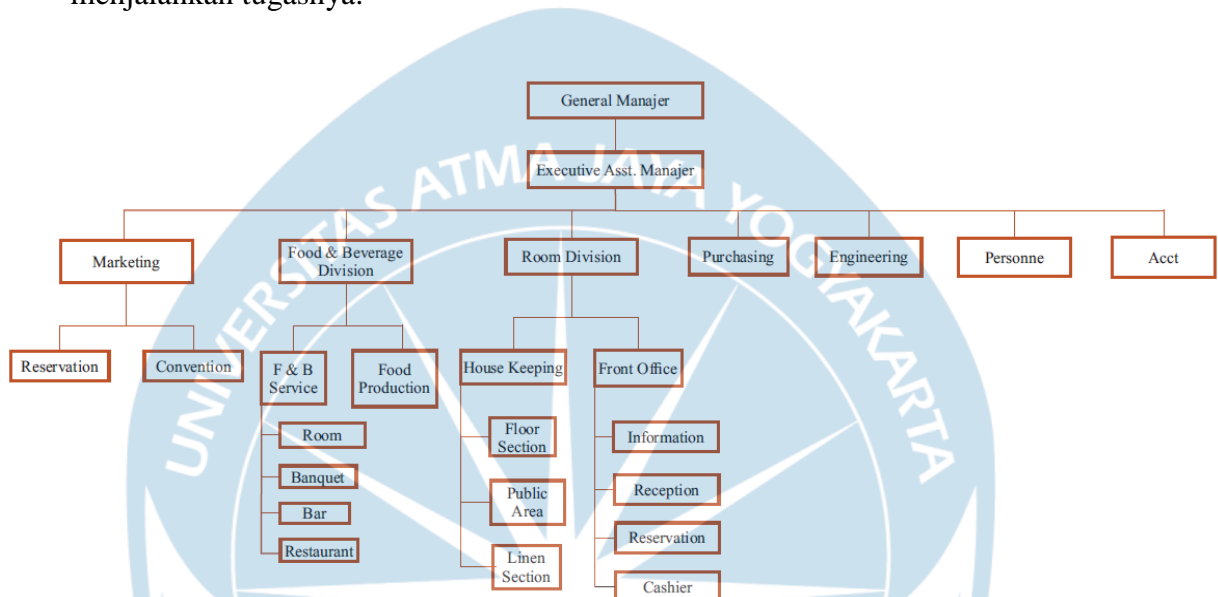 menjalankan tugasnya.
General Manajer
UNIVERSITAS ATMA JAYA YOGYAKARTA
Executive Asst. Manajer
Marketing
Food & Beverage
Division
Room Division
Purchasing
Engineering
Personne
Acct
Reservation
Convention
F & B
Service
Food
Production
House Keeping
Front Office
Room
Banquet
Bar
Restaurant
Floor
Section
Public
Area
Linen
Section
Information
Reception
Reservation
Cashier